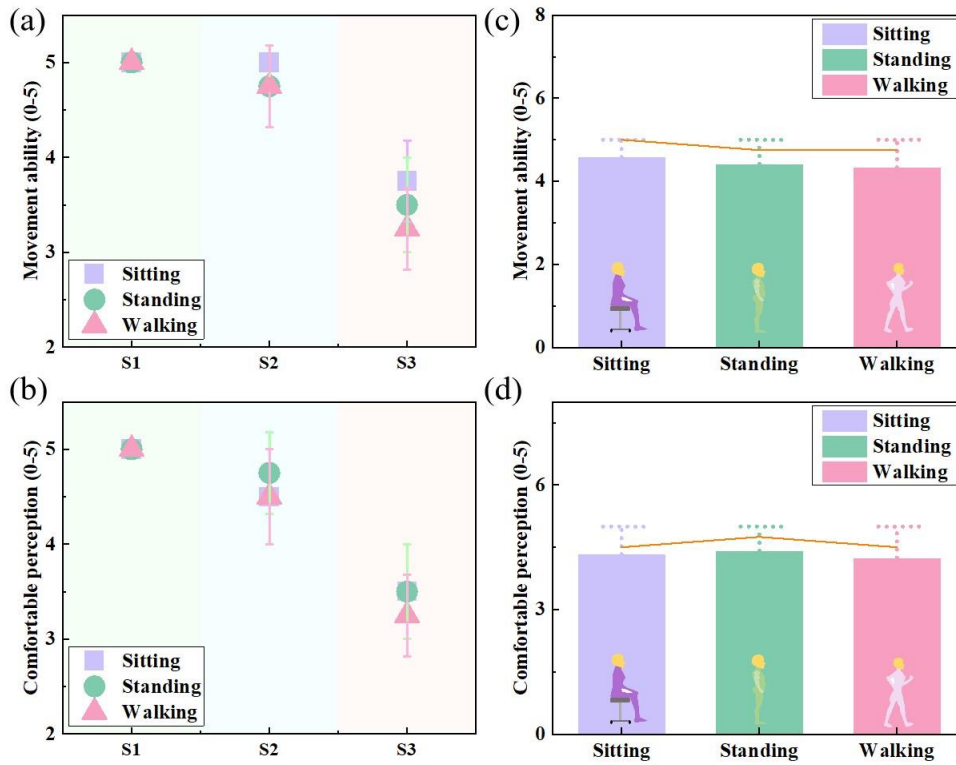 (a)
Movement ability (0-5)
5
4
3
2
Sitting
Standing
Walking
S1 S2 S3
(c)
Movement ability (0-5)
8
6
4
2
0
Sitting
Standing
Walking
Sitting Standing Walking
(b)
Comfortable perception (0-5)
5
4
3
2
Sitting
Standing
Walking
S1 S2 S3
(d)
Comfortable perception (0-5)
6
3
0
Sitting
Standing
Walking
Sitting Standing Walking